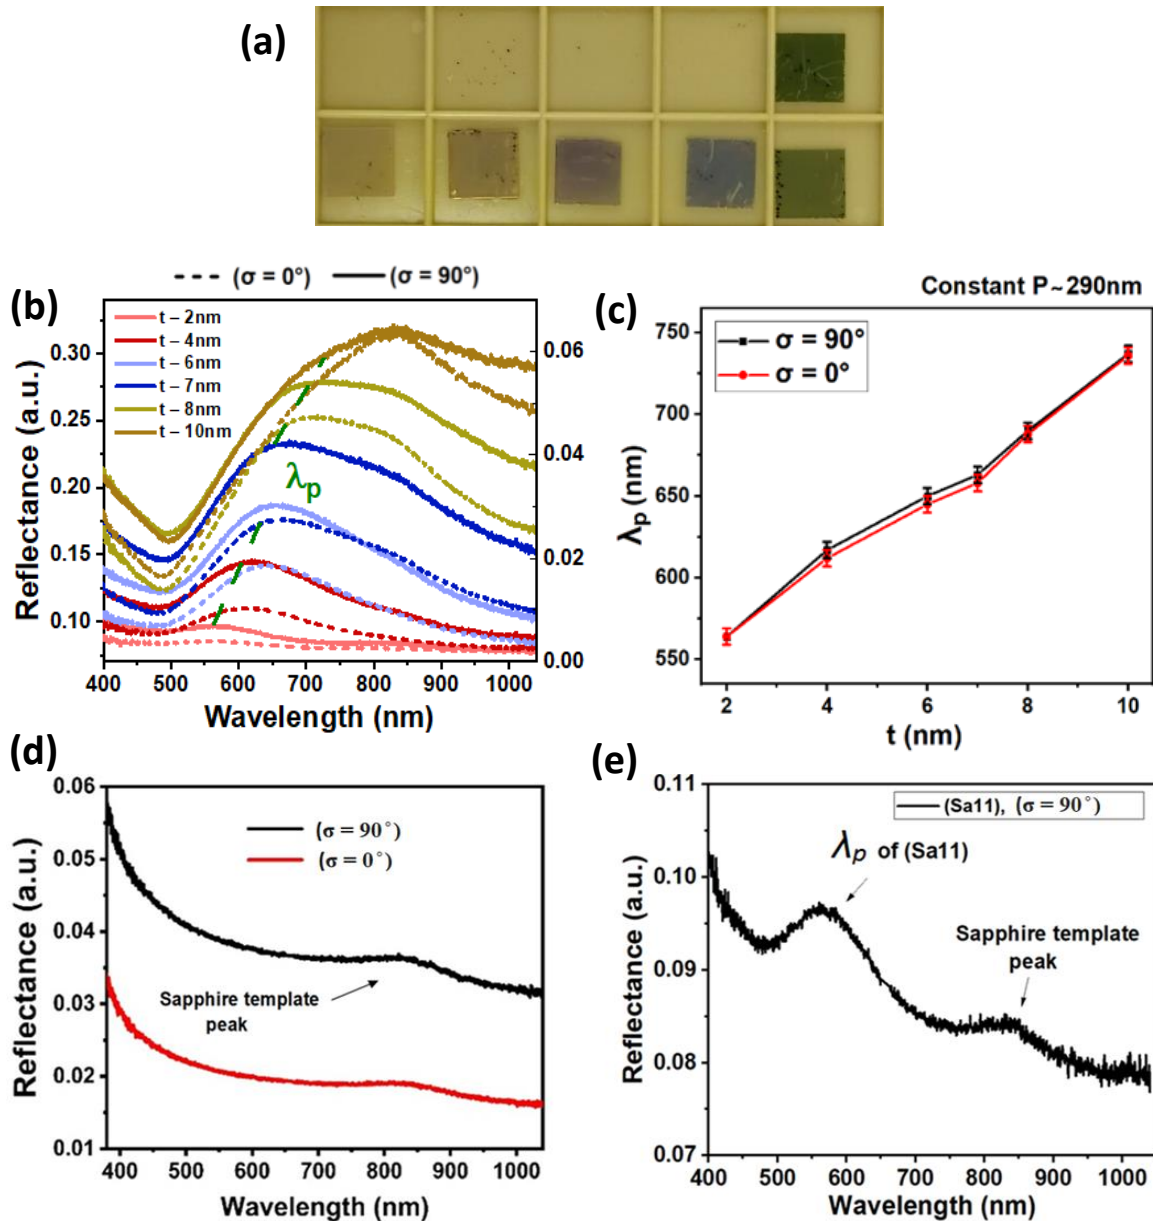 (a)
(σ = 0°) (σ = 90°)
(b)
t – 2nm
t – 4nm
t – 6nm
t – 7nm
t – 8nm
t – 10nm
λp
0.30
0.25
0.20
0.15
0.10
0.06
0.04
0.02
0.00
Reflectance (a.u.)
400 500 600 700 800 900 1000
Wavelength (nm)
Constant P~290nm
(c)
σ = 90°
σ = 0°
750
700
650
600
550
λp (nm)
2 4 6 8 10
t (nm)
(d)
0.06
0.05
0.04
0.03
0.02
0.01
Reflectance (a.u.)
(σ = 90°)
(σ = 0°)
Sapphire template
peak
400 500 600 700 800 900 1000
Wavelength (nm)
(e)
0.11
0.10
0.09
0.08
0.07
Reflectance (a.u.)
(Sa11), (σ = 90°)
λp of (Sa11)
Sapphire template
peak
400 500 600 700 800 900 1000
Wavelength (nm)